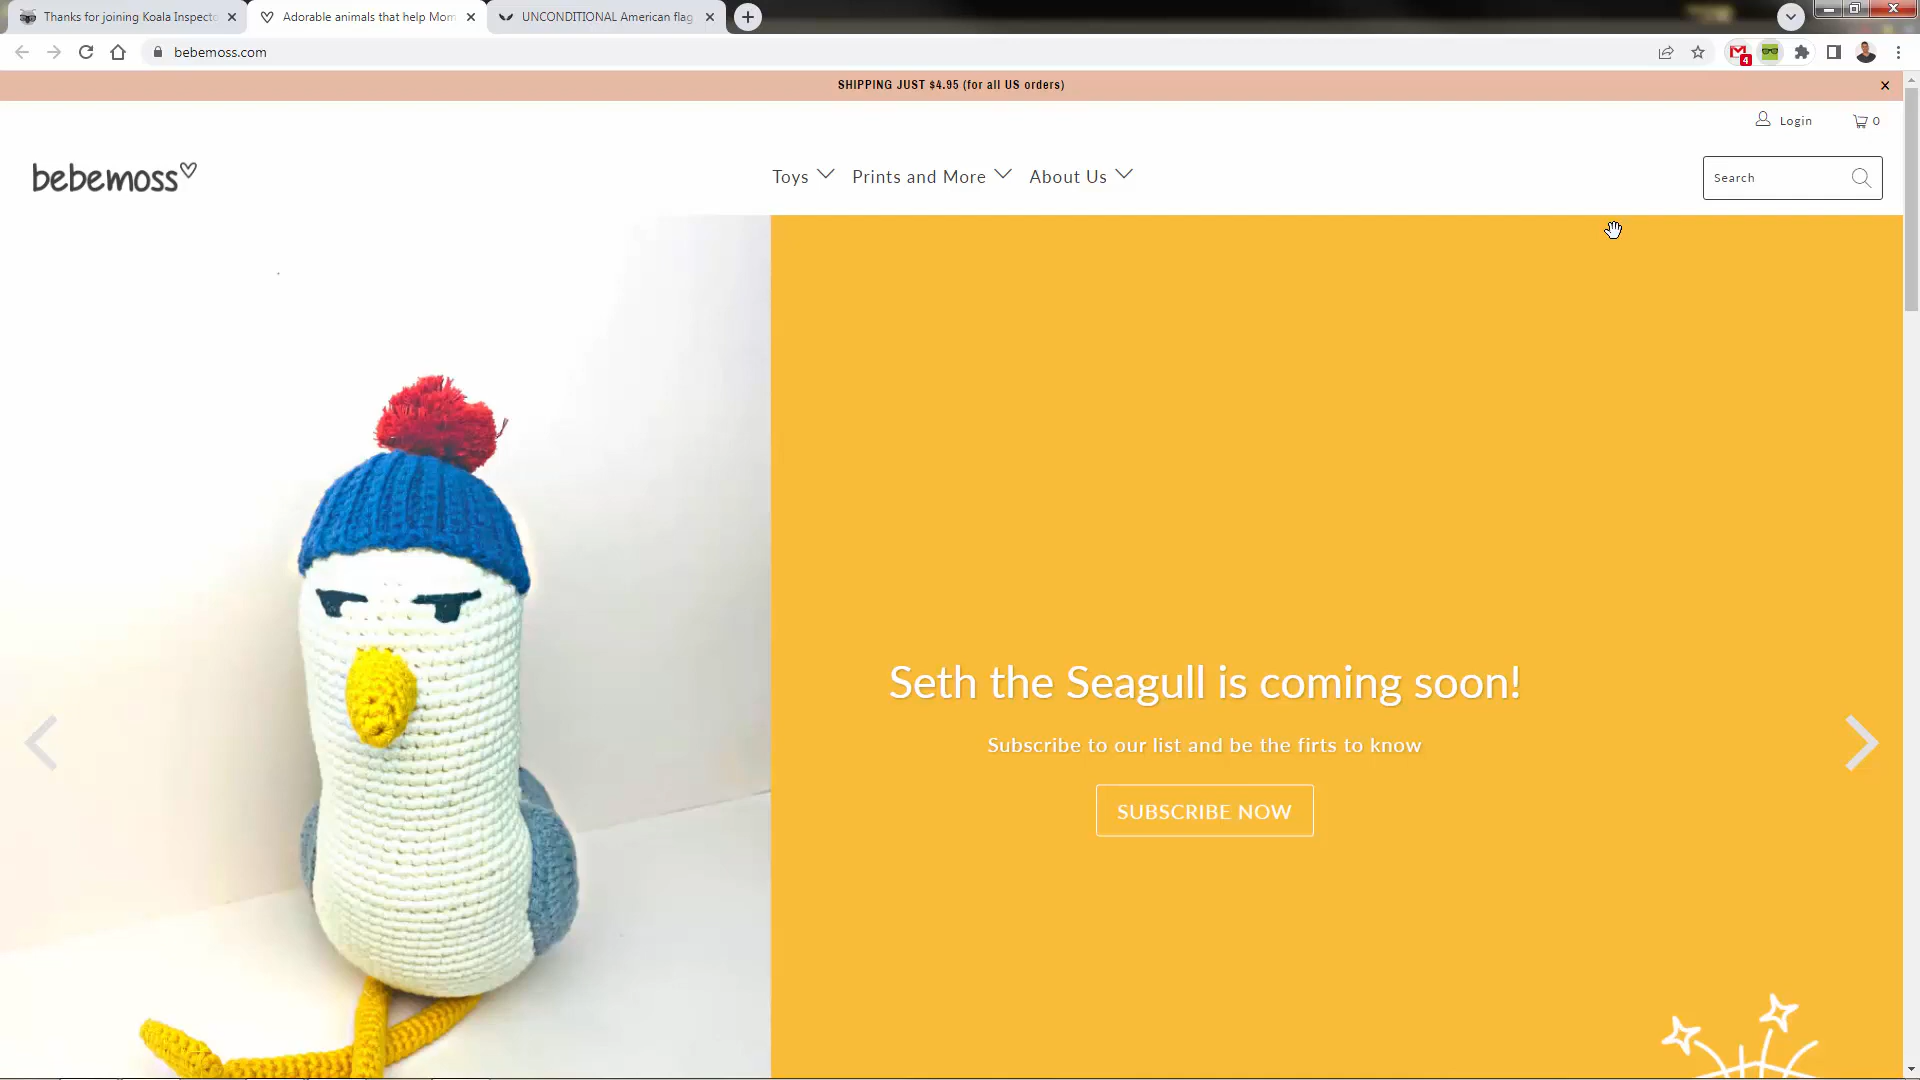 Thanks for joining Koala Inspecto
Adorable animals that help Mom
UNCONDITIONAL American flag
bebemoss.com
4
SHIPPING JUST $4.95 (for all US orders)
Login
0
bebemoss
Toys
Prints and More
About Us
Search
Seth the Seagull is coming soon!
Subscribe to our list and be the firts to know
SUBSCRIBE NOW